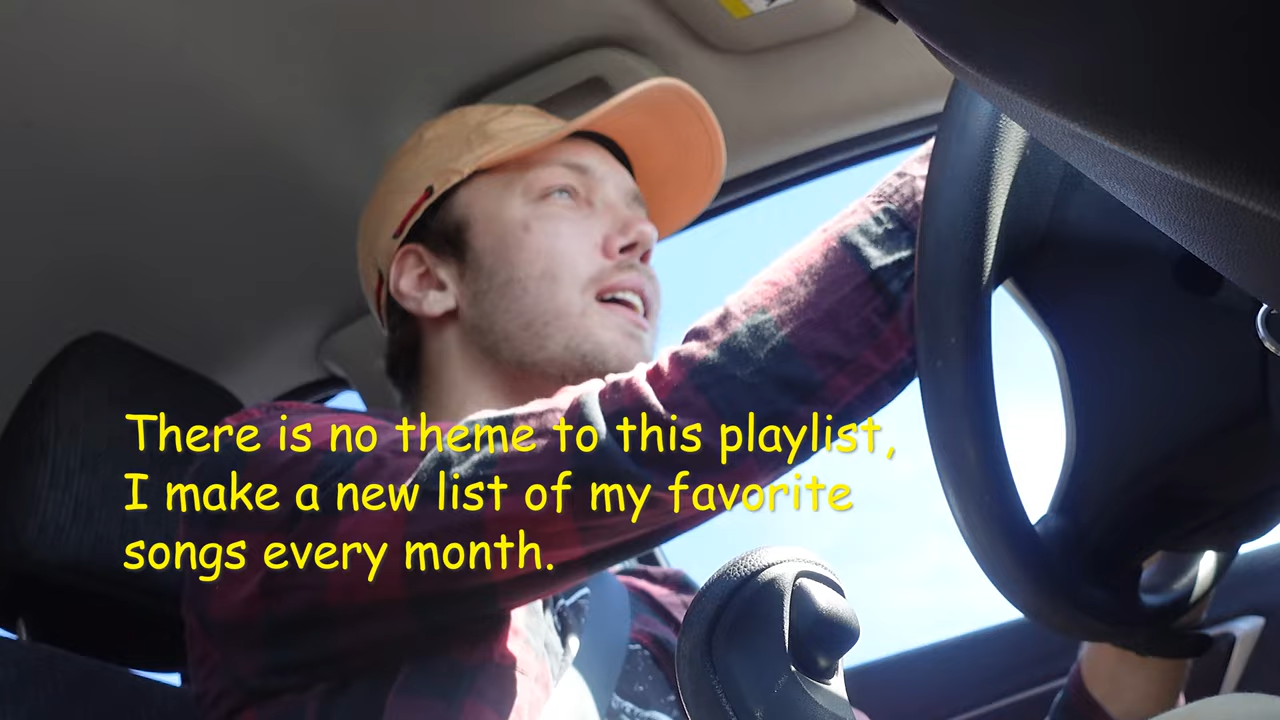 There is no theme to this playlist,
I make a new list of my favorite
songs every month.